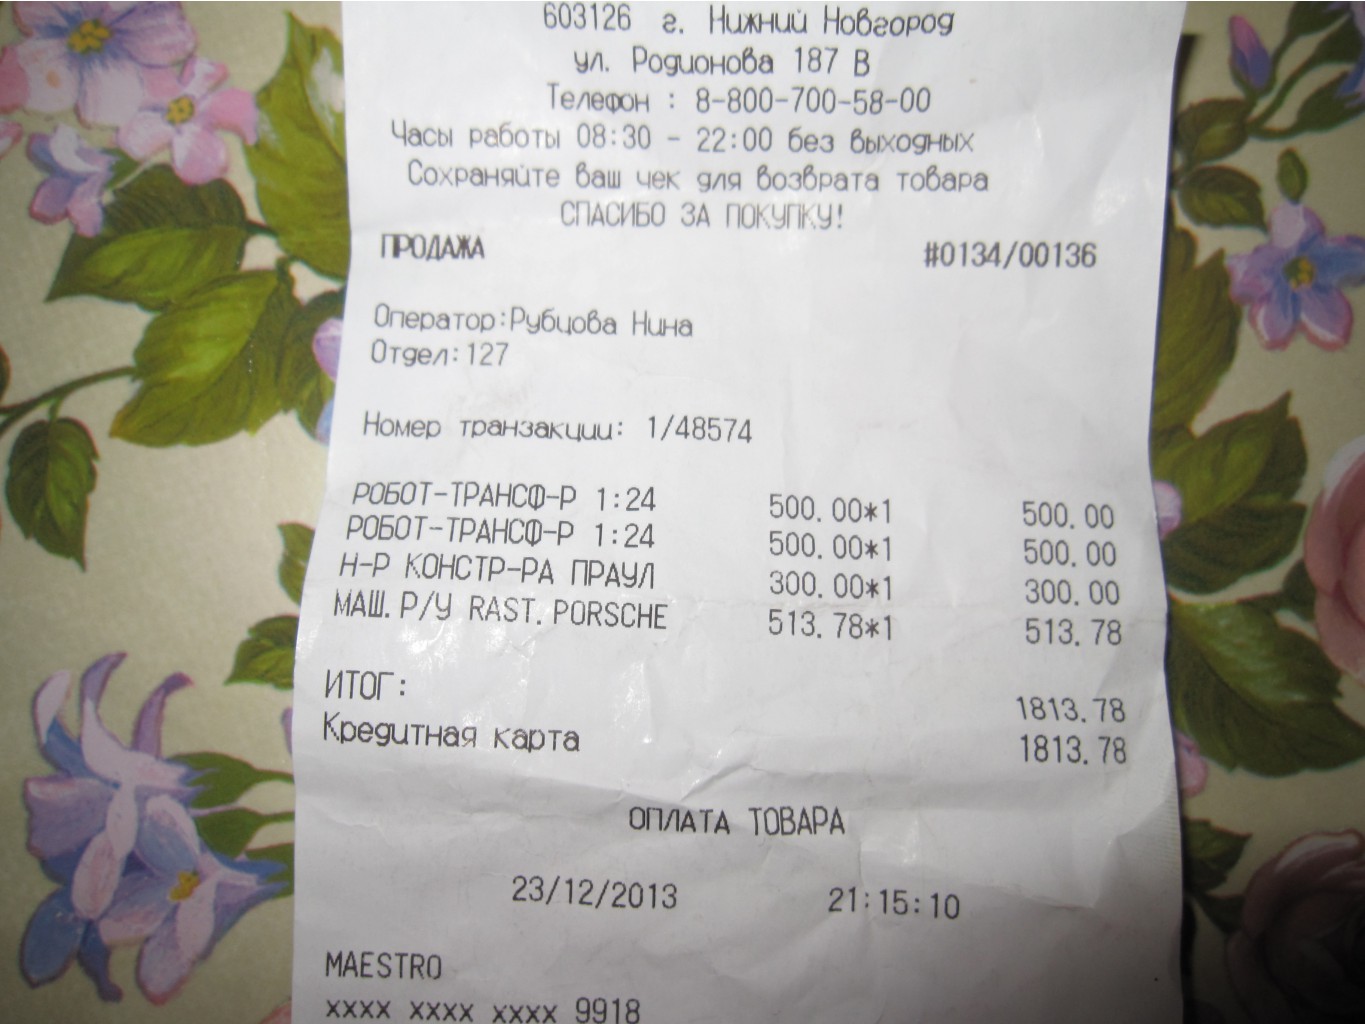 603126 г. Нижний Новгород
ул. Родионова 187 В
Телефон : 8-800-700-58-00
Часы работы 08:30 - 22:00 без выходных
Сохраняйте ваш чек для возврата товара
СПАСИБО ЗА ПОКУПКУ!
ПРОДАЖА #0134/00136
Оператор:Рубцова Нина
Отдел:127
Номер транзакции: 1/48574
РОБОТ-ТРАНСФ-Р 1:24 500.00*1 500.00
РОБОТ-ТРАНСФ-Р 1:24 500.00*1 500.00
Н-Р КОНСТР-РА ПРАУЛ 300.00*1 300.00
МАШ.Р/У RAST.PORSCHE 513.78*1 513.78
ИТОГ: 1813.78
Кредитная карта 1813.78
ОПЛАТА ТОВАРА
23/12/2013 21:15:10
MAESTRO
xxxx xxxx xxxx 9918